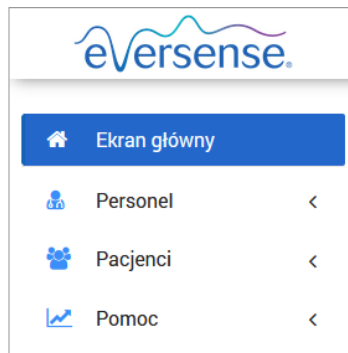 eversense.
Ekran główny
Personel
Pacjenci
Pomoc